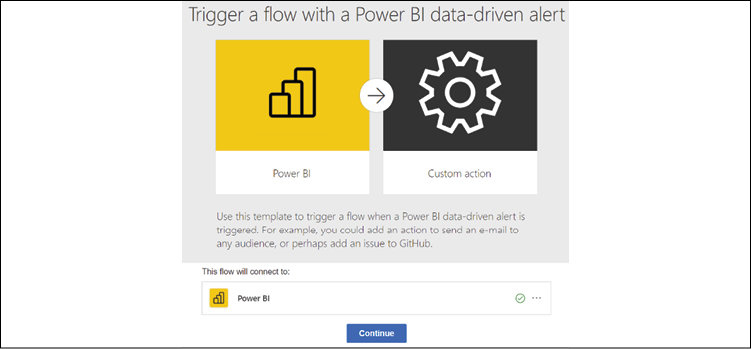 Trigger a flow with a Power BI data-driven alert
Power BI
Custom action
Use this template to trigger a flow when a Power BI data-driven alert is
triggered. For example, you could add an action to send an e-mail to
any audience, or perhaps add an issue to GitHub.
This flow will connect to:
Power BI
Continue